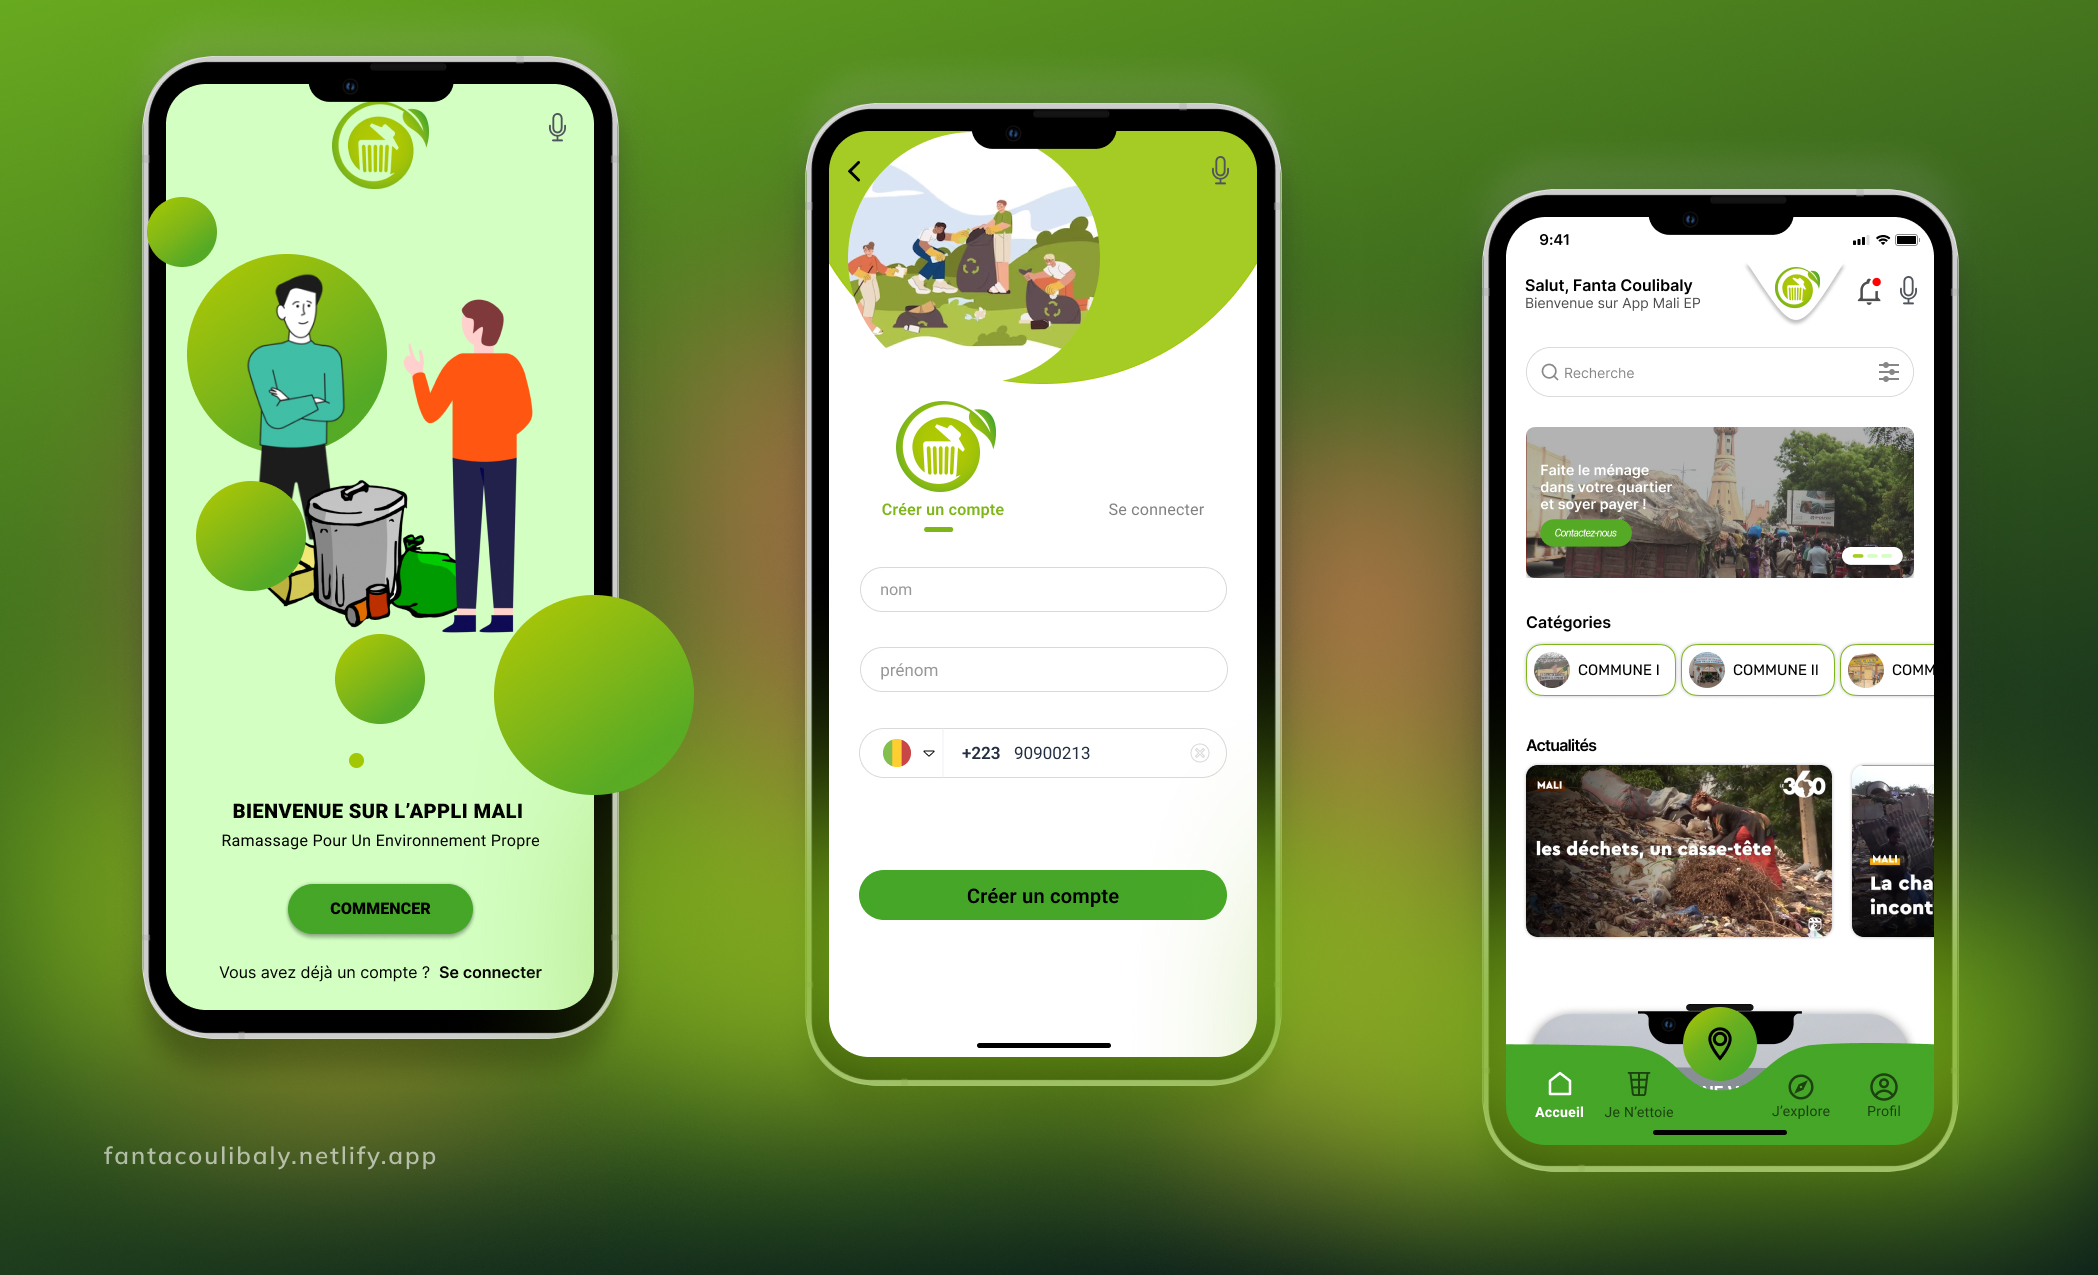 BIENVENUE SUR L’APPLI MALI
Ramassage Pour Un Environnement Propre
COMMENCER
Vous avez déjà un compte ? Se connecter
fantacoulibaly.netlify.app
Créer un compte
Se connecter
nom
prénom
+223 90900213
Créer un compte
9:41
Salut, Fanta Coulibaly
Bienvenue sur App Mali EP
Recherche
Faite le ménage
dans votre quartier
et soyer payer !
Contactez-nous
Catégories
COMMUNE I
COMMUNE II
COMM
Actualités
MALI
360
les déchets, un casse-tête
MALI
La cha
incont
Accueil
Je N’ettoie
J’explore
Profil